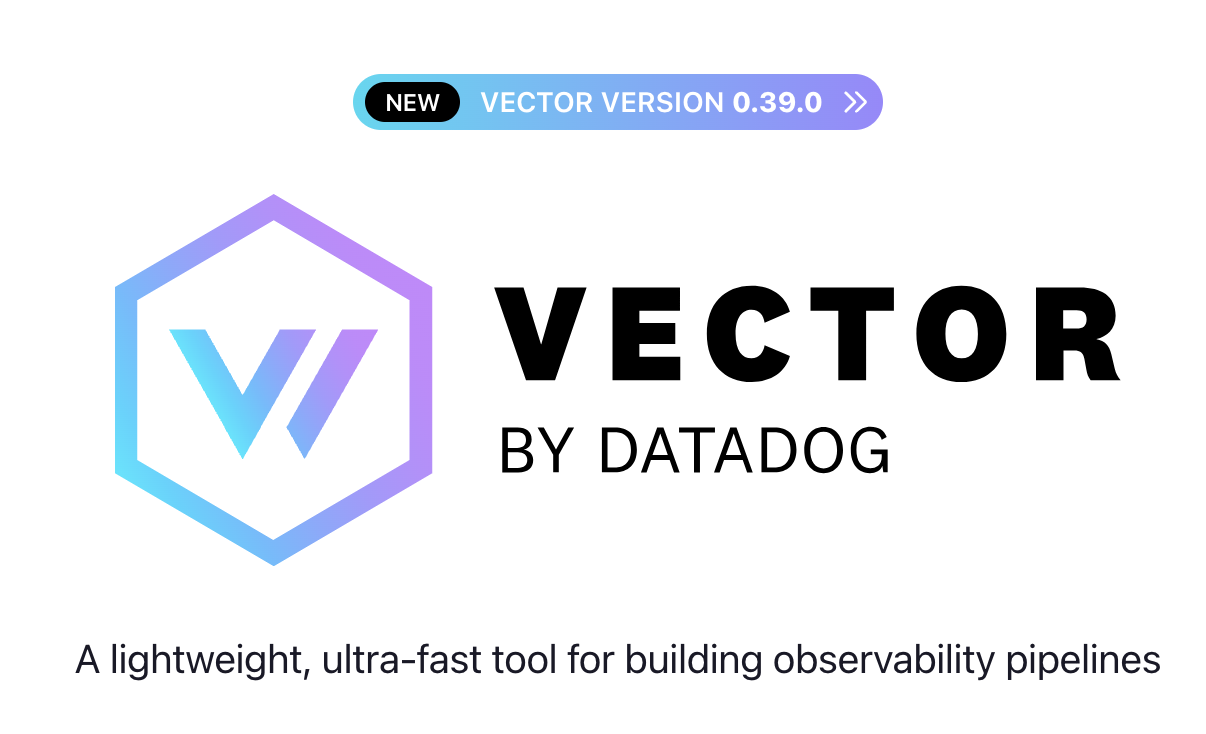 NEW VECTOR VERSION 0.39.0
VECTOR
BY DATADOG
A lightweight, ultra-fast tool for building observability pipelines